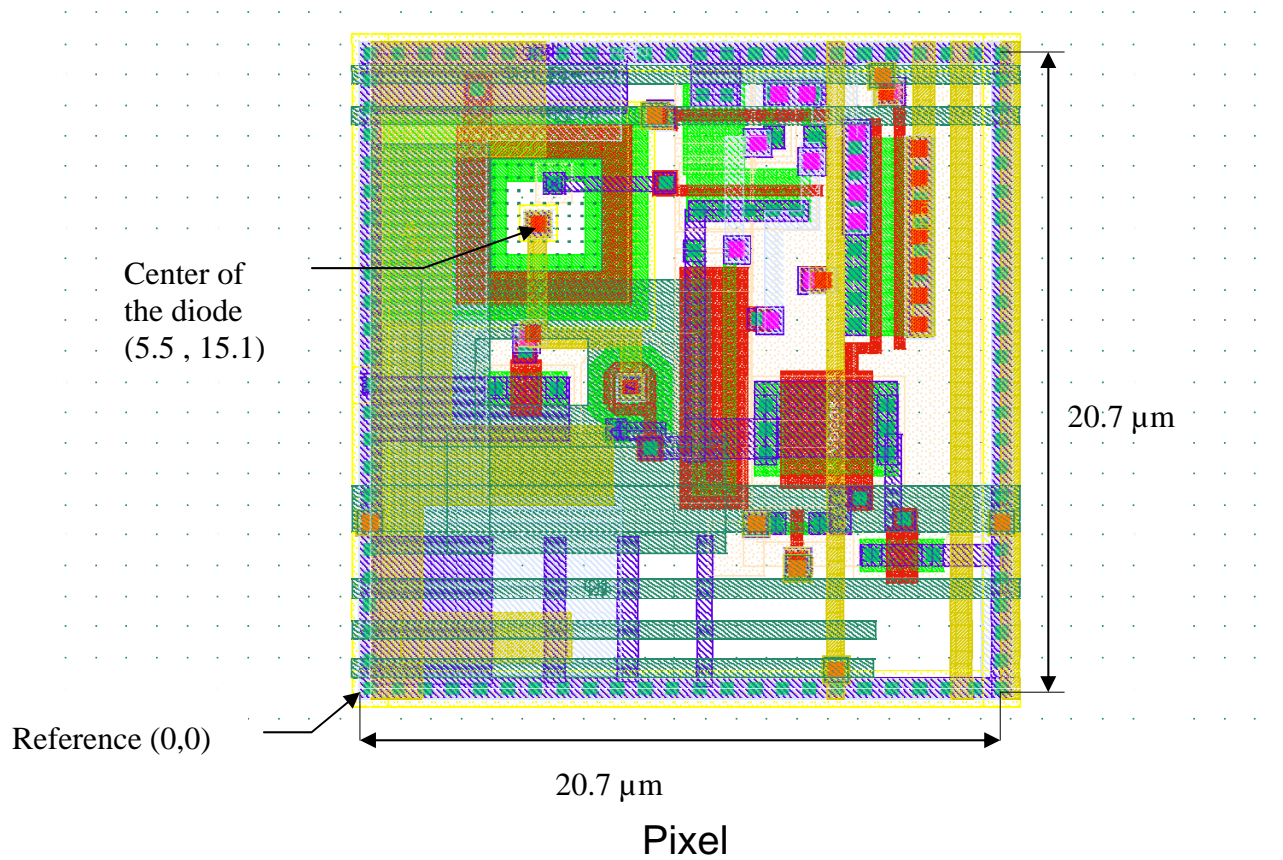 Center of
the diode
(5.5 , 15.1)
20.7 µm
Reference (0,0)
20.7 µm
Pixel